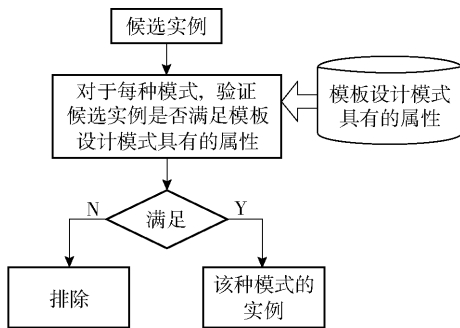 候选实例
对于每种模式，验证
候选实例是否满足模板
设计模式具有的属性
模板设计模式
具有的属性
满足
N
Y
排除
该种模式的
实例